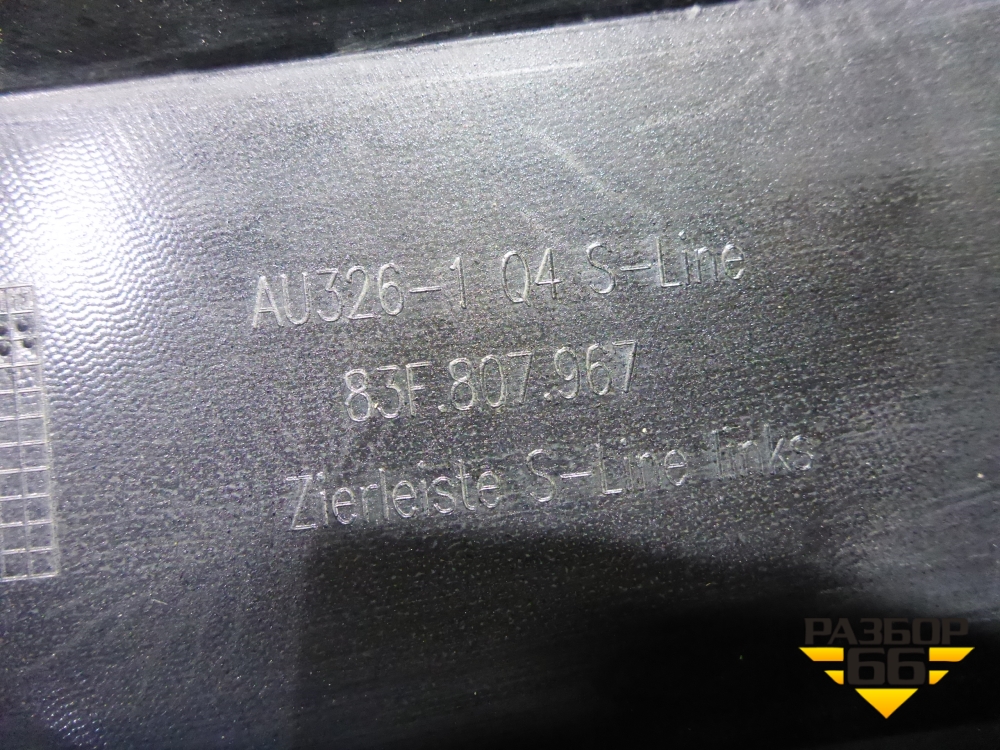 AU326-1 Q4 S-Line
83F.807.967
Zierleiste S-Line links
РАЗБОР
66